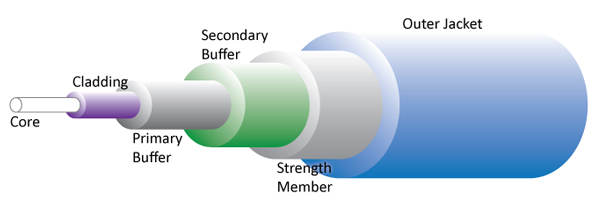 Outer Jacket
Secondary
Buffer
Cladding
Core
Primary
Buffer
Strength
Member